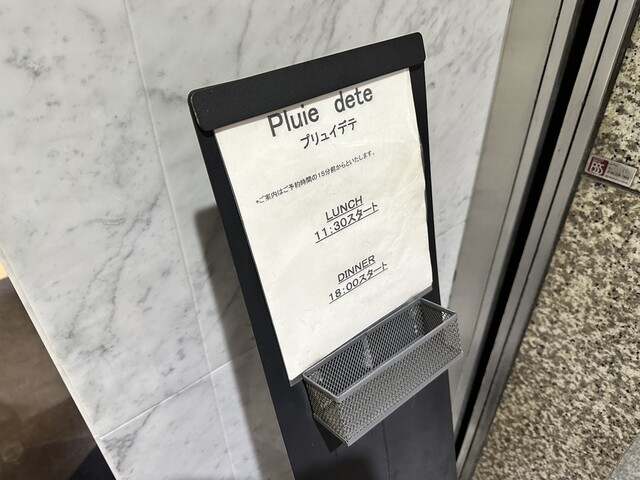 Pluie dete
プリュイデテ
*ご案内はご予約時間の15分前からといたします。
LUNCH
11:30スタート
DINNER
18:00スタート